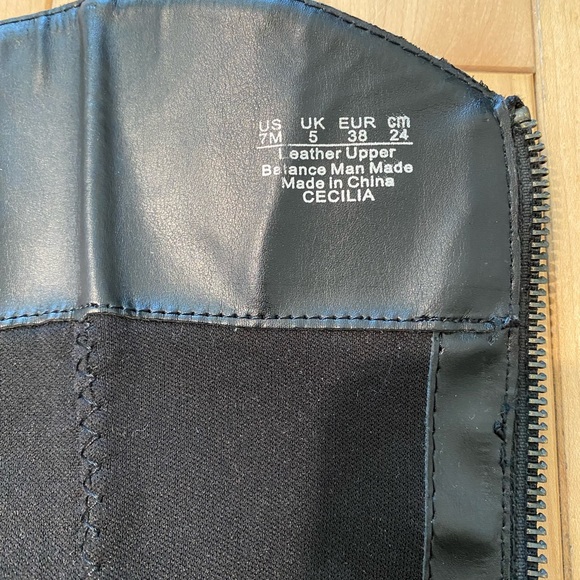 US UK EUR cm
7M 5 38 24
Leather Upper
Balance Man Made
Made in China
CECILIA